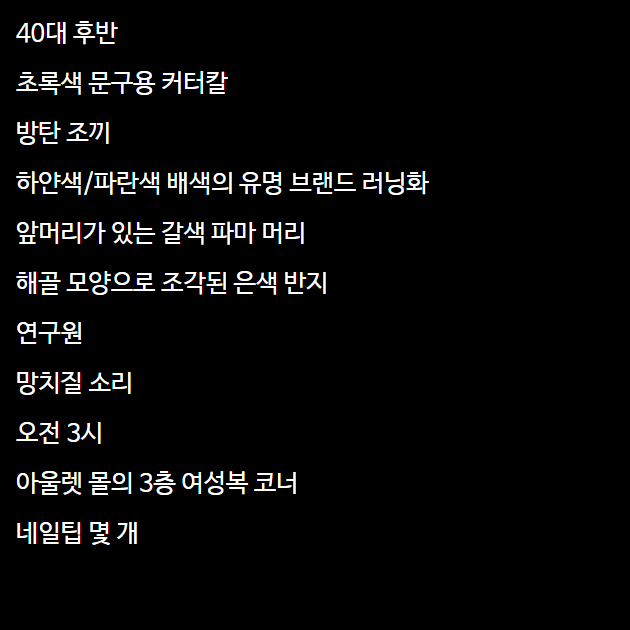 40대 후반
초록색 문구용 커터칼
방탄 조끼
하얀색/파란색 배색의 유명 브랜드 러닝화
앞머리가 있는 갈색 파마 머리
해골 모양으로 조각된 은색 반지
연구원
망치질 소리
오전 3시
아울렛 몰의 3층 여성복 코너
네일팁 몇 개